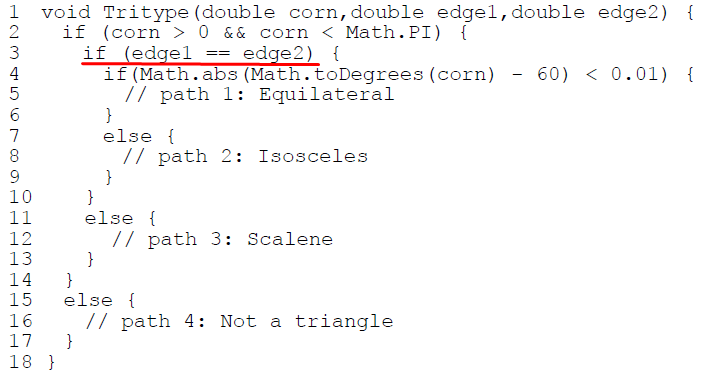 1 void Tritype(double corn,double edge1,double edge2) {
2 if (corn > 0 && corn < Math.PI) {
3 if (edge1 == edge2) {
4 if(Math.abs(Math.toDegrees(corn) - 60) < 0.01) {
5 // path 1: Equilateral
6 }
7 else {
8 // path 2: Isosceles
9 }
10 }
11 else {
12 // path 3: Scalene
13 }
14 }
15 else {
16 // path 4: Not a triangle
17 }
18 }